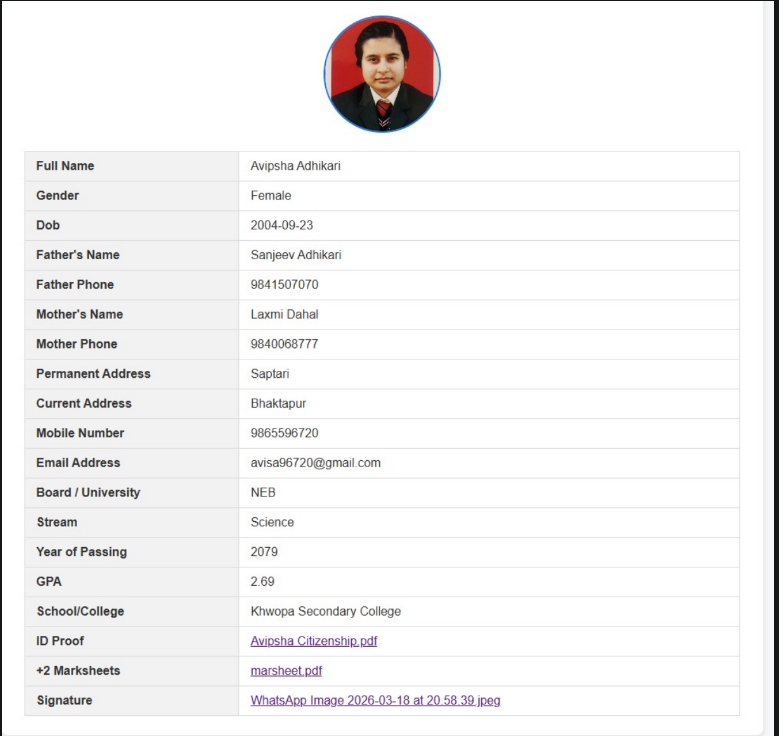 Full Name Avipsha Adhikari
Gender Female
Dob 2004-09-23
Father's Name Sanjeev Adhikari
Father Phone 9841507070
Mother's Name Laxmi Dahal
Mother Phone 9840068777
Permanent Address Saptari
Current Address Bhaktapur
Mobile Number 9865596720
Email Address avisa96720@gmail.com
Board / University NEB
Stream Science
Year of Passing 2079
GPA 2.69
School/College Khwopa Secondary College
ID Proof Avipsha Citizenship.pdf
+2 Marksheets marsheet.pdf
Signature WhatsApp Image 2026-03-18 at 20.58.39.jpeg